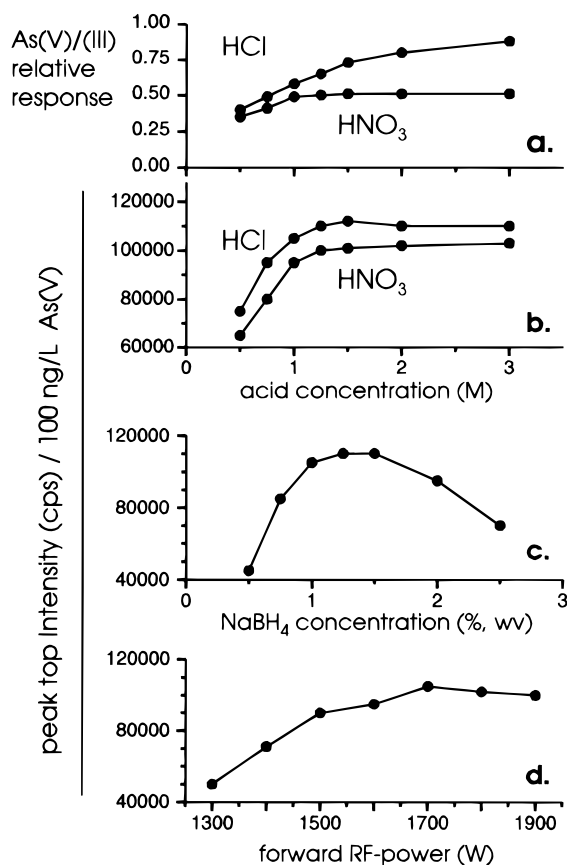 As(V)/(III)
relative
response
1.00
0.75
0.50
0.25
0.00
HCl
HNO₃
a.
peak top Intensity (cps) / 100 ng/L As(V)
120000
100000
80000
60000
HCl
HNO₃
b.
0 1 2 3
acid concentration (M)
120000
80000
40000
c.
0 1 2 3
NaBH₄ concentration (%, wv)
120000
80000
40000
d.
1300 1500 1700 1900
forward RF-power (W)